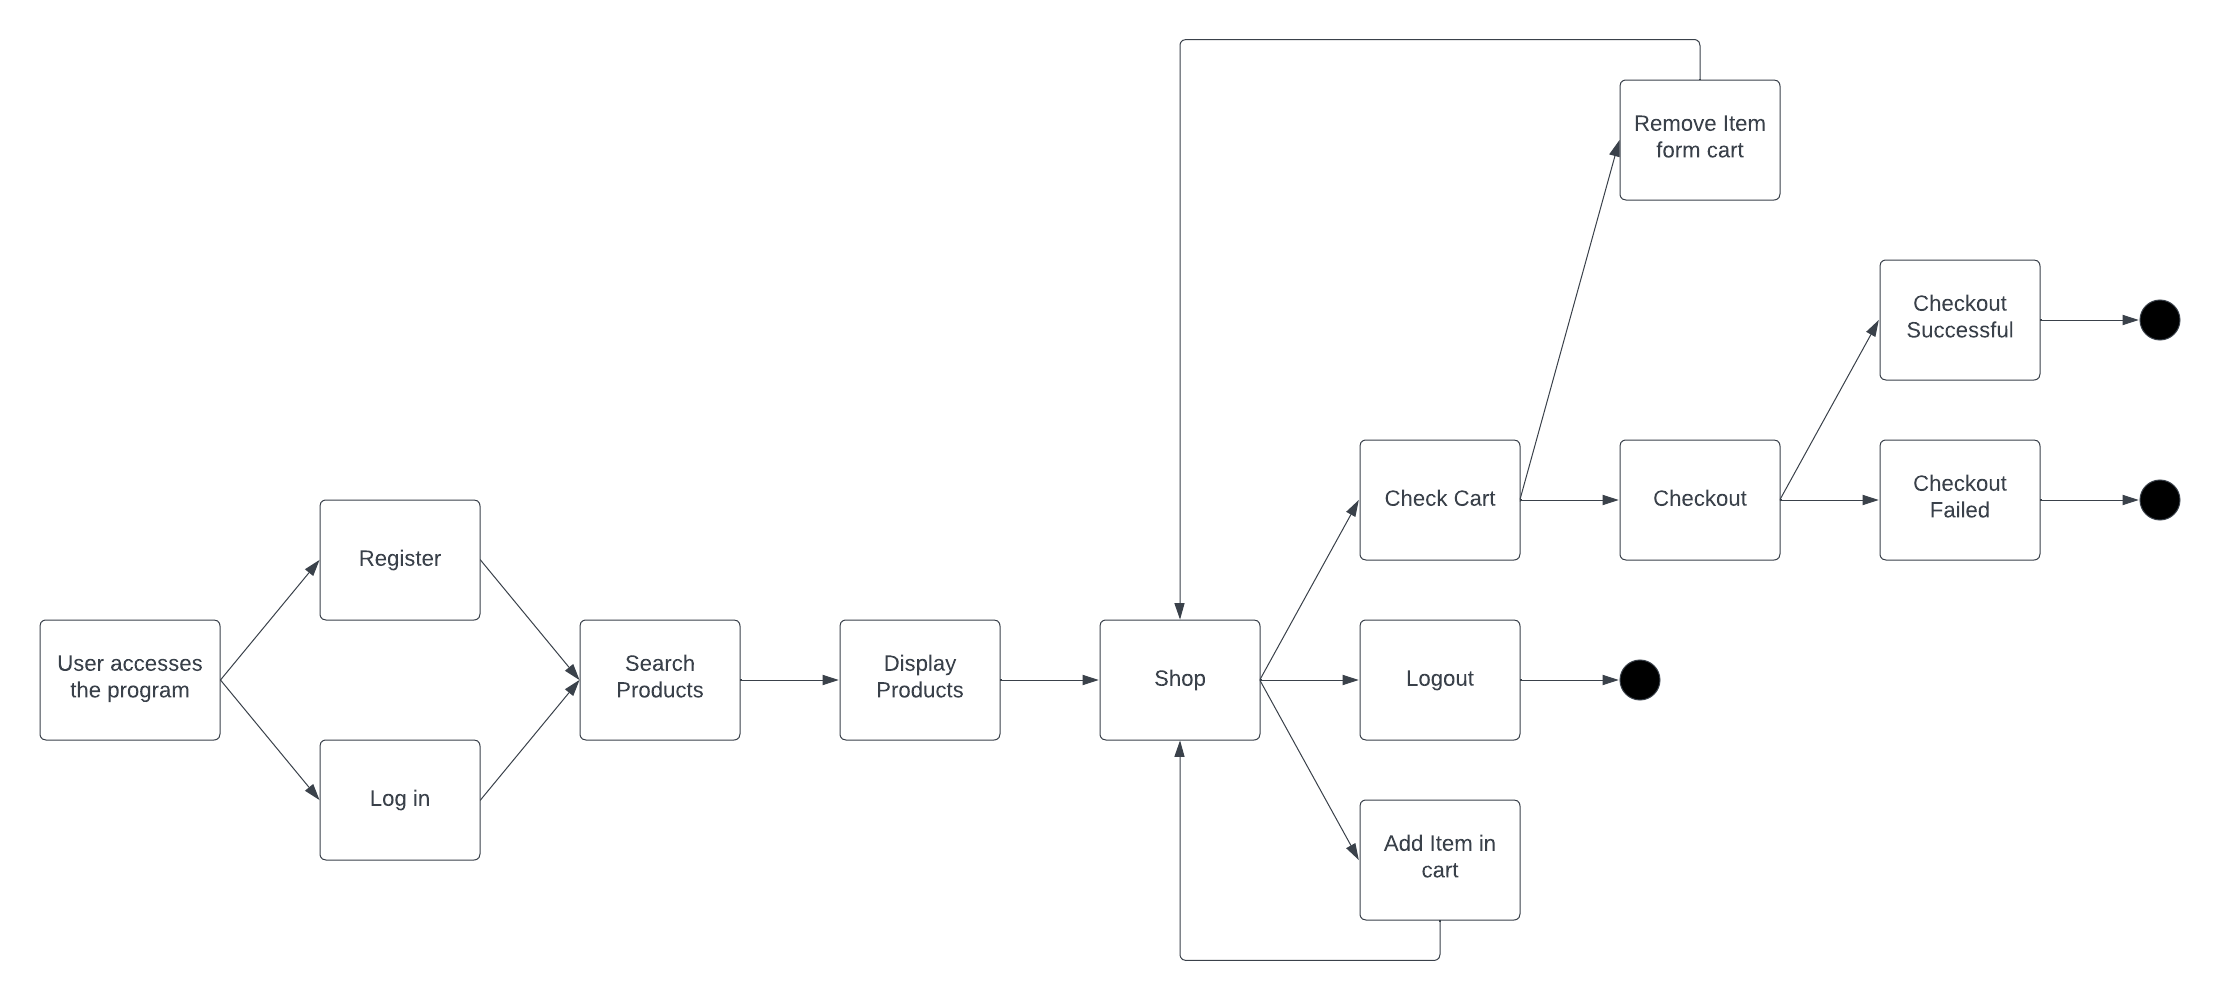 Remove Item
form cart
Checkout
Successful
Check Cart
Checkout
Checkout
Failed
Register
User accesses
the program
Search
Products
Display
Products
Shop
Logout
Log in
Add Item in
cart